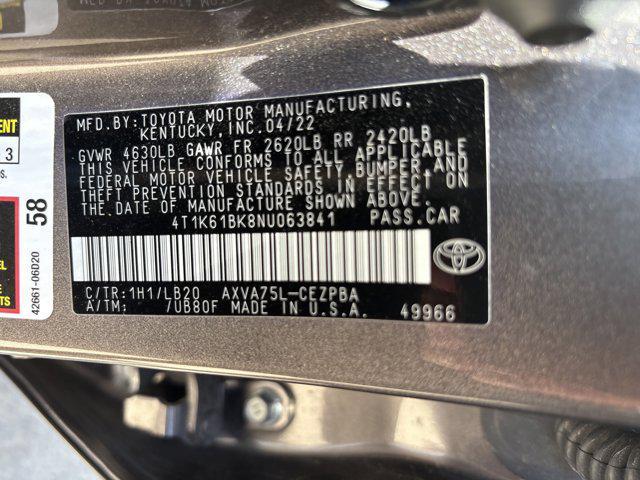 MFD.BY:TOYOTA MOTOR MANUFACTURING,
KENTUCKY, INC.04/22
GVWR 4630LB GAWR FR 2620LB RR 2420LB
THIS VEHICLE CONFORMS TO ALL APPLICABLE
FEDERAL MOTOR VEHICLE SAFETY,BUMPER,AND
THEFT PREVENTION STANDARDS IN EFFECT ON
THE DATE OF MANUFACTURE SHOWN ABOVE.
4T1K61BK8NU063841 PASS.CAR
C/TR:1H1/LB20 AXVA75L-CEZPBA
A/TM: /UB80F MADE IN U.S.A. 49966
58
42661-06D20